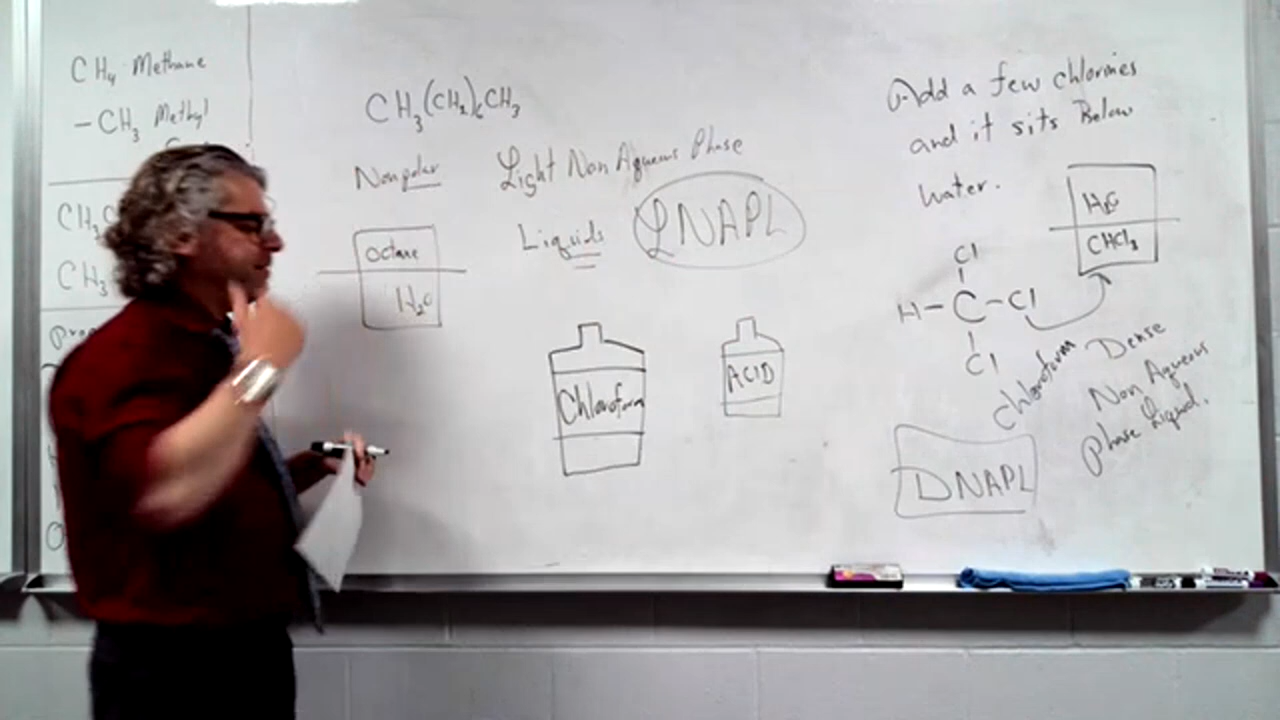 CH4 Methane
-CH3 Methyl
CH3
CH3
CH3(CH2)6CH3
Nonpolar
Octane
H2O
Light Non Aqueous Phase
Liquids LNAPL
Chloroform
ACID
Add a few chlorines
and it sits Below
water.
H2O
CHCl3
Cl
H-C-Cl
Cl
chloroform
Dense
Non Aqueous
Phase Liquid.
DNAPL